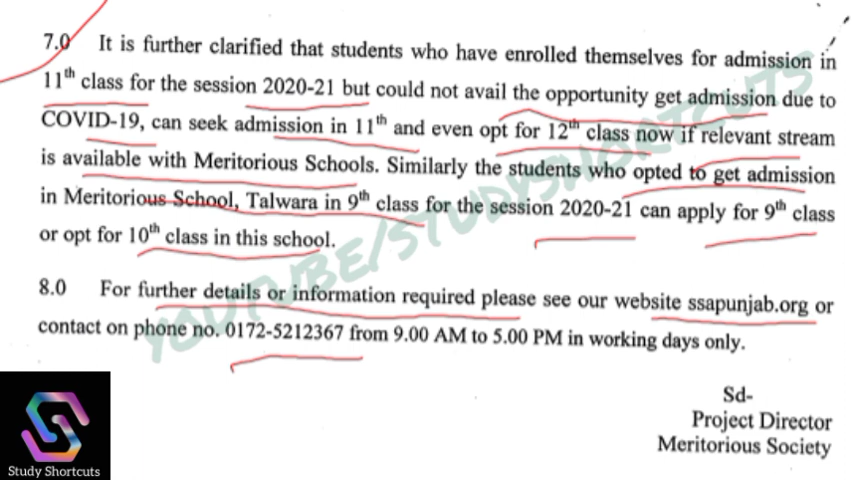 7.0 It is further clarified that students who have enrolled themselves for admission in
11th class for the session 2020-21 but could not avail the opportunity get admission due to
COVID-19, can seek admission in 11th and even opt for 12th class now if relevant stream
is available with Meritorious Schools. Similarly the students who opted to get admission
in Meritorious School, Talwara in 9th class for the session 2020-21 can apply for 9th class
or opt for 10th class in this school.
8.0 For further details or information required please see our website ssapunjab.org or
contact on phone no. 0172-5212367 from 9.00 AM to 5.00 PM in working days only.
Sd-
Project Director
Meritorious Society
YOUTUBE/STUDYSHORTCUTS
Study Shortcuts